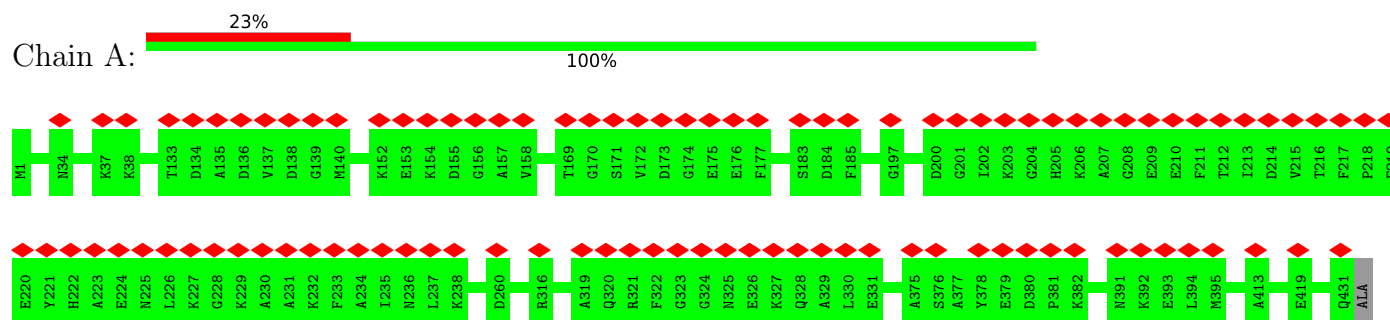 23%
Chain A:
100%
M1 N34 K37 K38 T133 D134 A135 D136 V137 D138 G139 M140 K152 E153 K154 D155 G156 A157 V158 T169 G170 S171 V172 D173 G174 E175 E176 F177 S183 D184 F185 G197 D200 G201 I202 K203 G204 H205 K206 A207 G208 E209 E210 F211 T212 I213 D214 V215 T216 F217 P218
E220 Y221 H222 A223 E224 N225 L226 K227 G228 K229 A230 A231 K232 F233 A234 I235 N236 L237 K238 D260 R316 A319 Q320 R321 F322 G323 G324 N325 E326 K327 Q328 A329 L330 E331 A375 S376 A377 Y378 E379 D380 P381 K382 N391 K392 E393 L394 M395 A413 E419 Q431 ALA